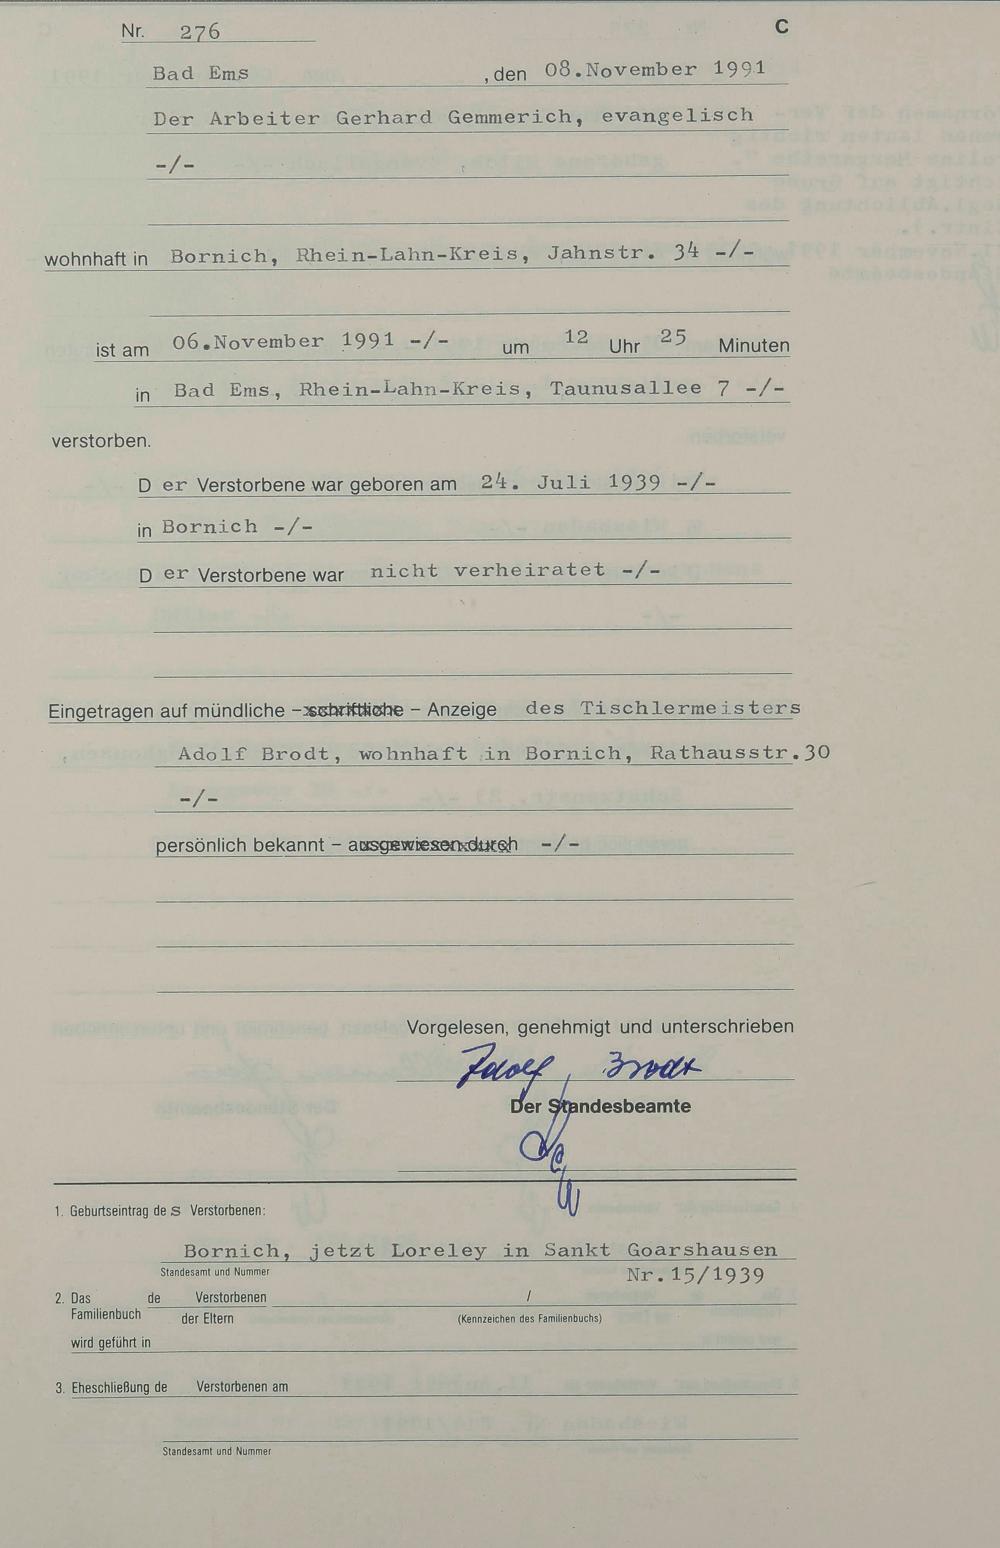 Nr. 276
C
Bad Ems , den 08.November 1991
Der Arbeiter Gerhard Gemmerich, evangelisch
-/-
wohnhaft in Bornich, Rhein-Lahn-Kreis, Jahnstr. 34 -/-
ist am 06.November 1991 -/- um 12 Uhr 25 Minuten
in Bad Ems, Rhein-Lahn-Kreis, Taunusallee 7 -/-
verstorben.
D er Verstorbene war geboren am 24. Juli 1939 -/-
in Bornich -/-
D er Verstorbene war nicht verheiratet -/-
Eingetragen auf mündliche – schriftliche – Anzeige des Tischlermeisters
Adolf Brodt, wohnhaft in Bornich, Rathausstr.30
-/-
persönlich bekannt – ausgewiesen durch -/-
Vorgelesen, genehmigt und unterschrieben
Adolf Brodt
Der Standesbeamte
1. Geburtseintrag de s Verstorbenen:
Bornich, jetzt Loreley in Sankt Goarshausen
Standesamt und Nummer
Nr.15/1939
2. Das de Verstorbenen /
Familienbuch der Eltern (Kennzeichen des Familienbuchs)
wird geführt in
3. Eheschließung de Verstorbenen am
Standesamt und Nummer